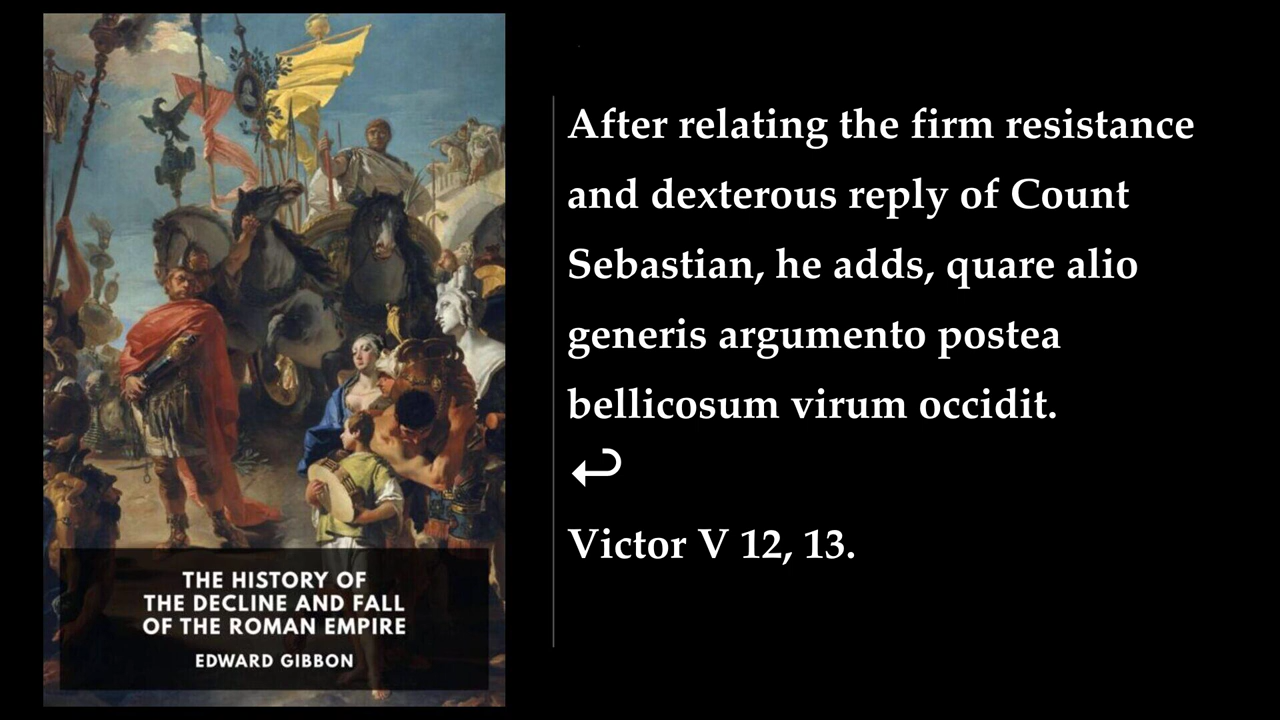 After relating the firm resistance
and dexterous reply of Count
Sebastian, he adds, quare alio
generis argumento postea
bellicosum virum occidit.
↩
Victor V 12, 13.
THE HISTORY OF
THE DECLINE AND FALL
OF THE ROMAN EMPIRE
EDWARD GIBBON